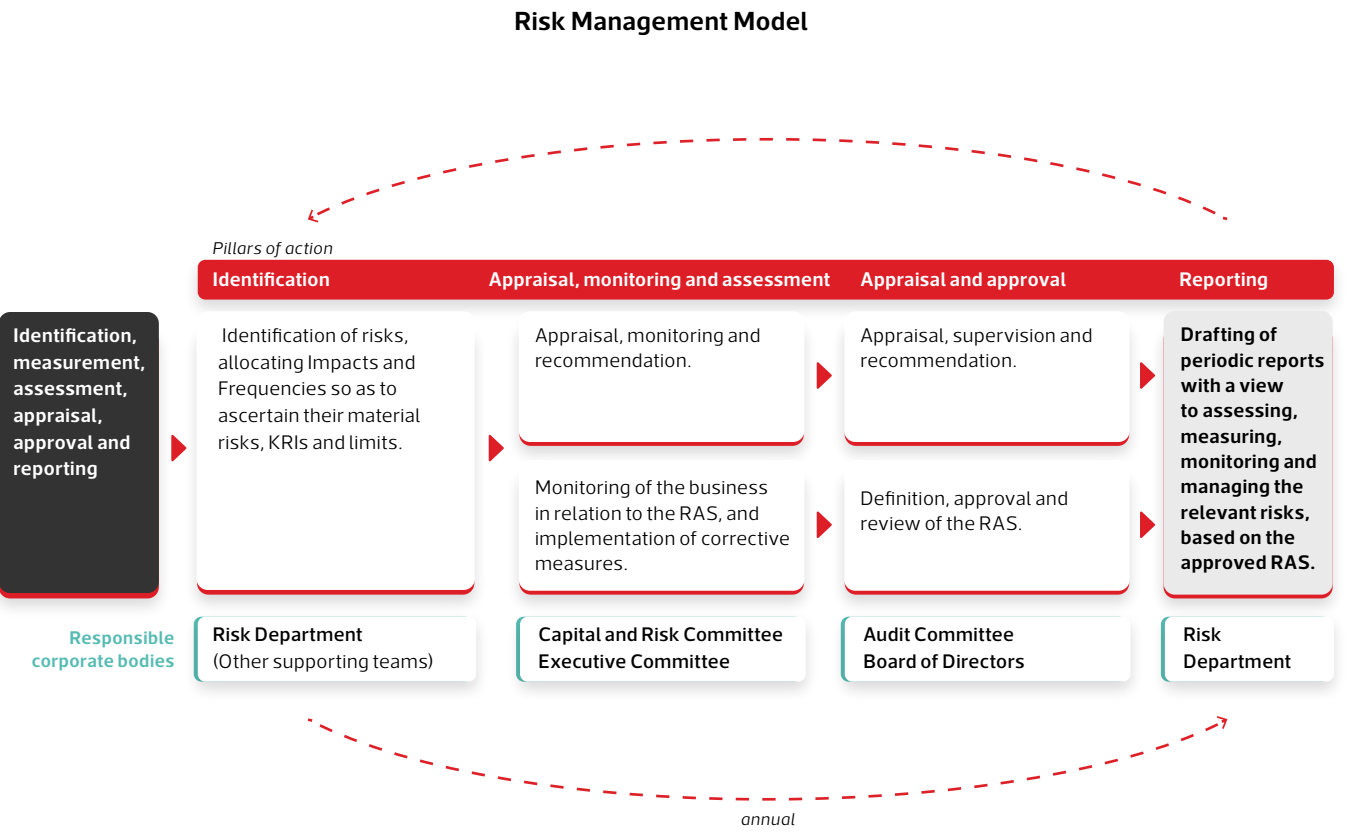 Risk Management Model
Pillars of action
Identification
Appraisal, monitoring and assessment
Appraisal and approval
Reporting
Identification,
measurement,
assessment,
appraisal,
approval and
reporting
Identification of risks,
allocating Impacts and
Frequencies so as to
ascertain their material
risks, KRIs and limits.
Appraisal, monitoring and
recommendation.
Monitoring of the business
in relation to the RAS, and
implementation of corrective
measures.
Appraisal, supervision and
recommendation.
Definition, approval and
review of the RAS.
Drafting of
periodic reports
with a view
to assessing,
measuring,
monitoring and
managing the
relevant risks,
based on the
approved RAS.
Responsible
corporate bodies
Risk Department
(Other supporting teams)
Capital and Risk Committee
Executive Committee
Audit Committee
Board of Directors
Risk
Department
annual